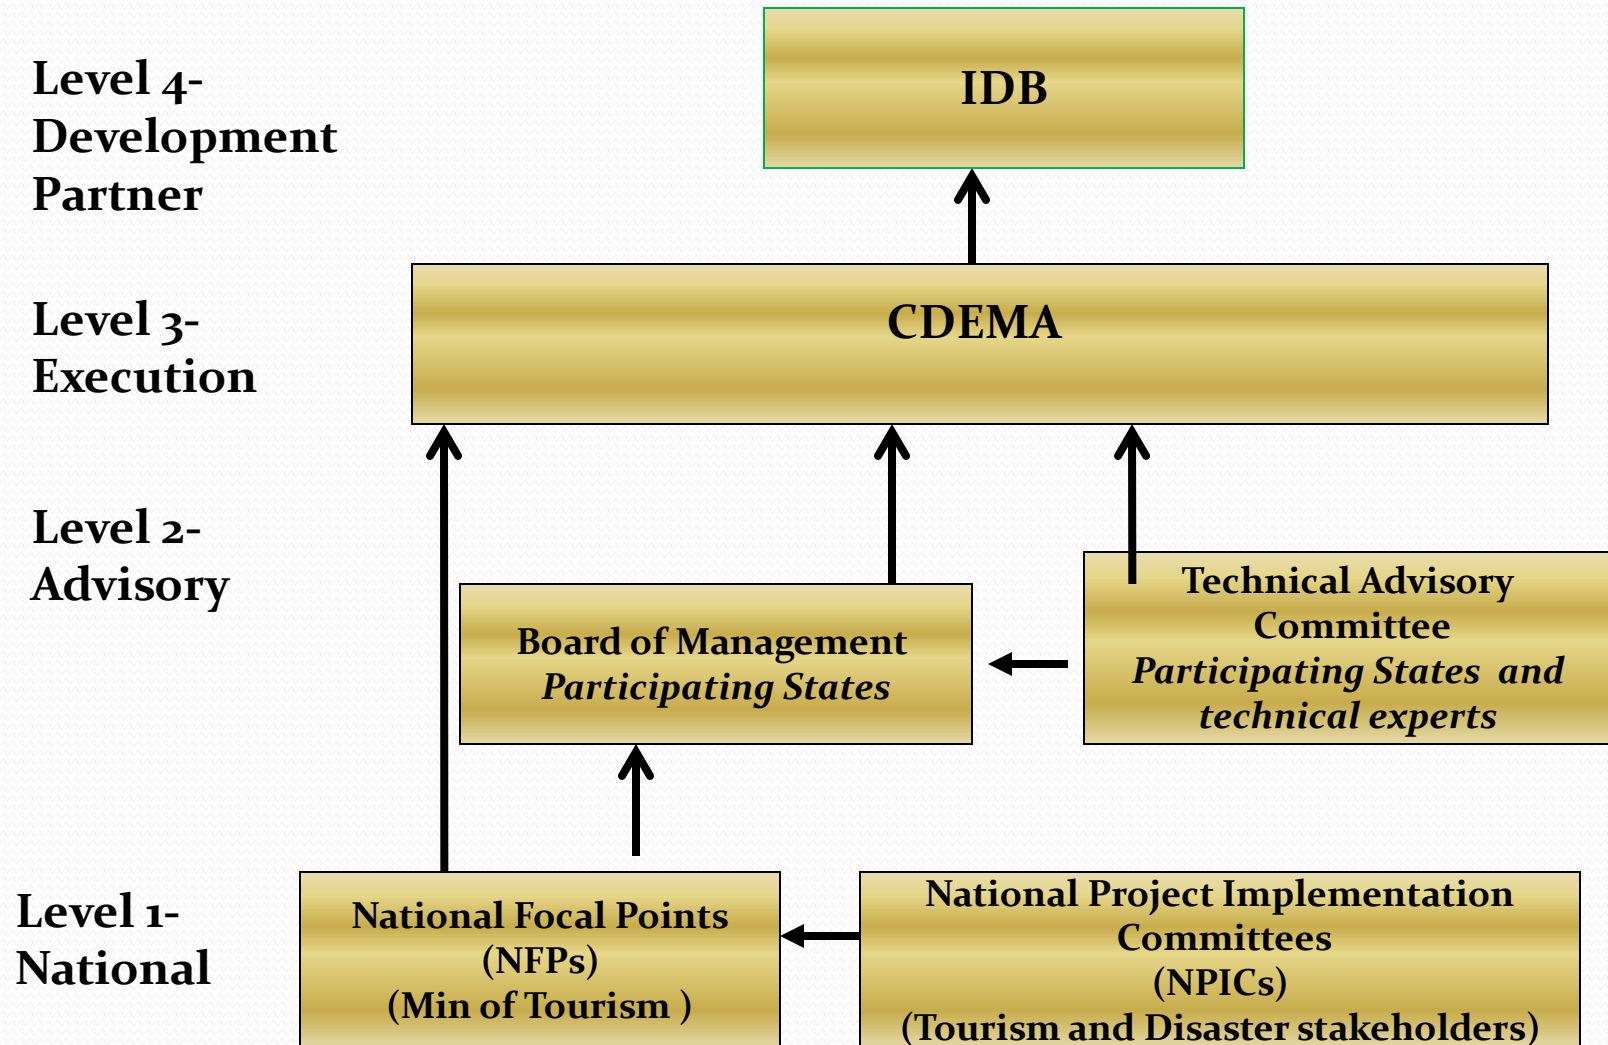 Level 4-
Development
Partner
IDB
Level 3-
Execution
CDEMA
Level 2-
Advisory
Board of Management
Participating States
Technical Advisory
Committee
Participating States and
technical experts
Level 1-
National
National Focal Points
(NFPs)
(Min of Tourism )
National Project Implementation
Committees
(NPICs)
(Tourism and Disaster stakeholders)